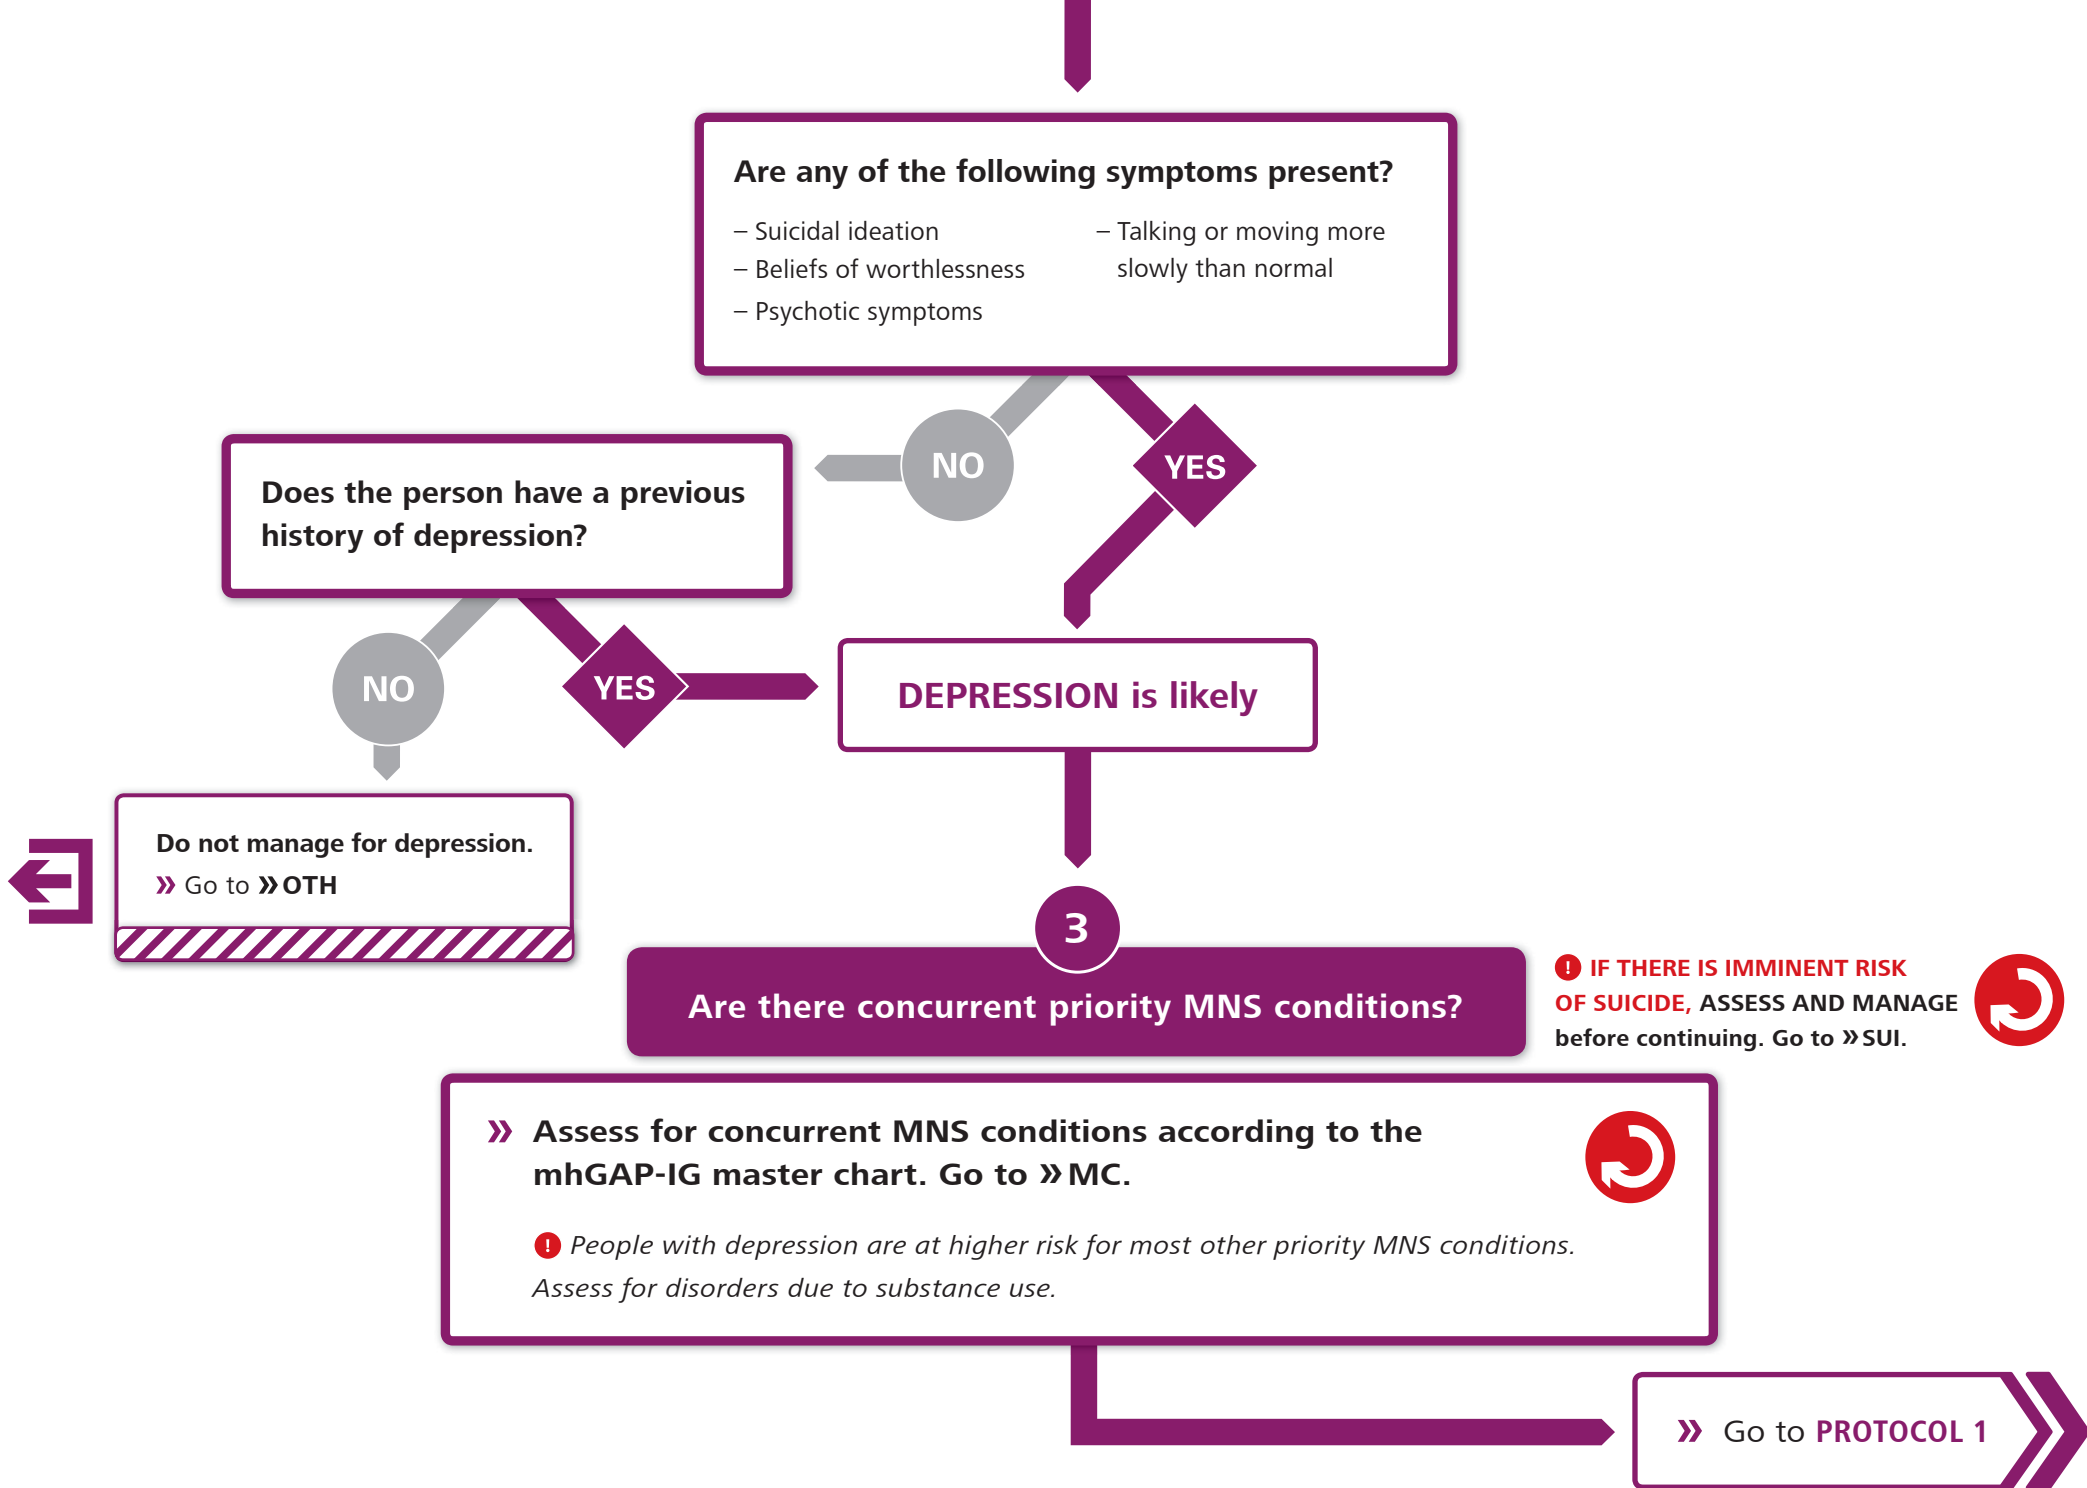 Are any of the following symptoms present?
– Suicidal ideation
– Beliefs of worthlessness
– Psychotic symptoms
– Talking or moving more
slowly than normal
NO
YES
Does the person have a previous
history of depression?
NO
YES
DEPRESSION is likely
Do not manage for depression.
» Go to » OTH
3
Are there concurrent priority MNS conditions?
! IF THERE IS IMMINENT RISK
OF SUICIDE, ASSESS AND MANAGE
before continuing. Go to » SUI.
» Assess for concurrent MNS conditions according to the
mhGAP-IG master chart. Go to » MC.
! People with depression are at higher risk for most other priority MNS conditions.
Assess for disorders due to substance use.
» Go to PROTOCOL 1